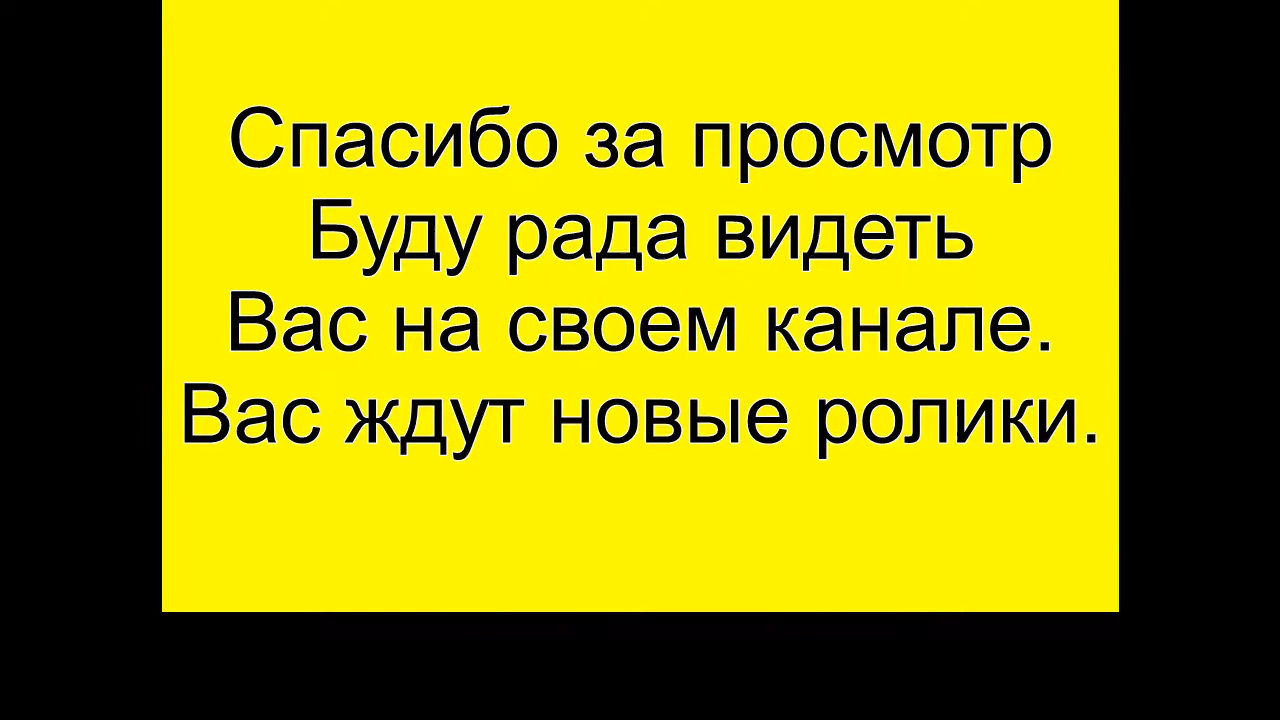 Спасибо за просмотр
Буду рада видеть
Вас на своем канале.
Вас ждут новые ролики.